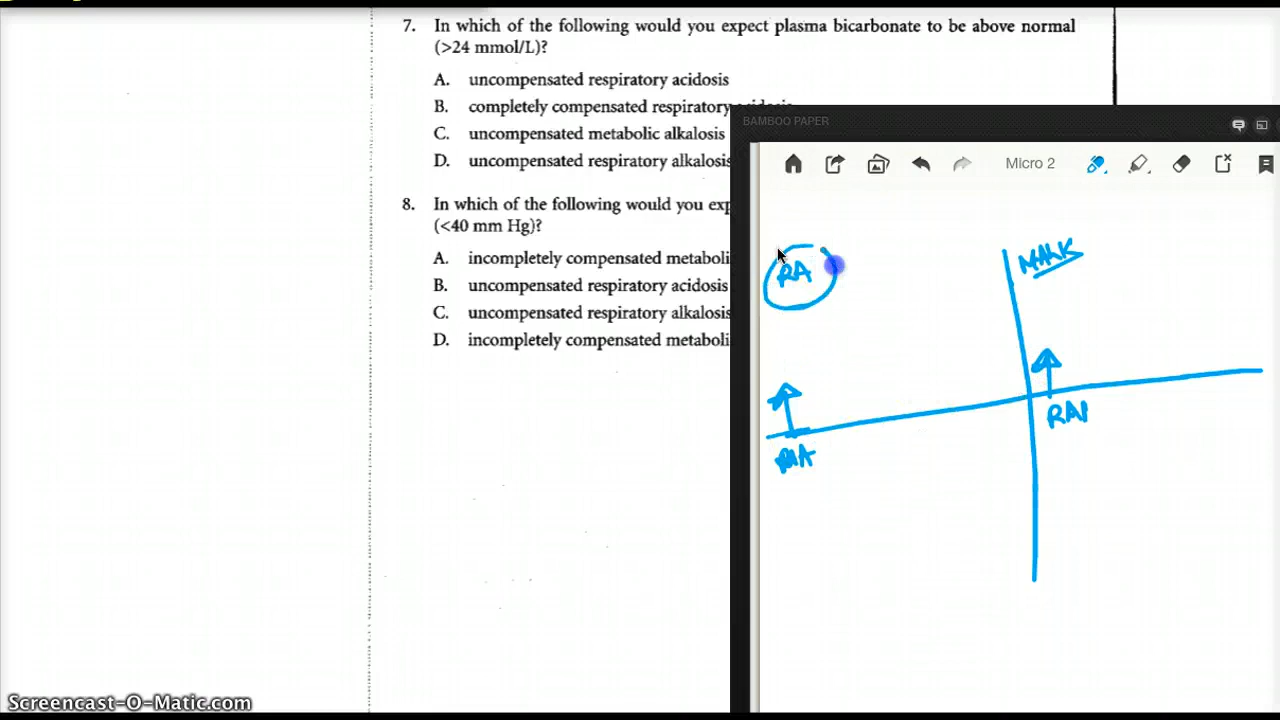 7. In which of the following would you expect plasma bicarbonate to be above normal
(>24 mmol/L)?
A. uncompensated respiratory acidosis
B. completely compensated respiratory
C. uncompensated metabolic alkalosis
D. uncompensated respiratory alkalosis
8. In which of the following would you exp
(<40 mm Hg)?
A. incompletely compensated metaboli
B. uncompensated respiratory acidosis
C. uncompensated respiratory alkalosis
D. incompletely compensated metaboli
BAMBOO PAPER
Micro 2
RA
MALK
Screencast-O-Matic.com